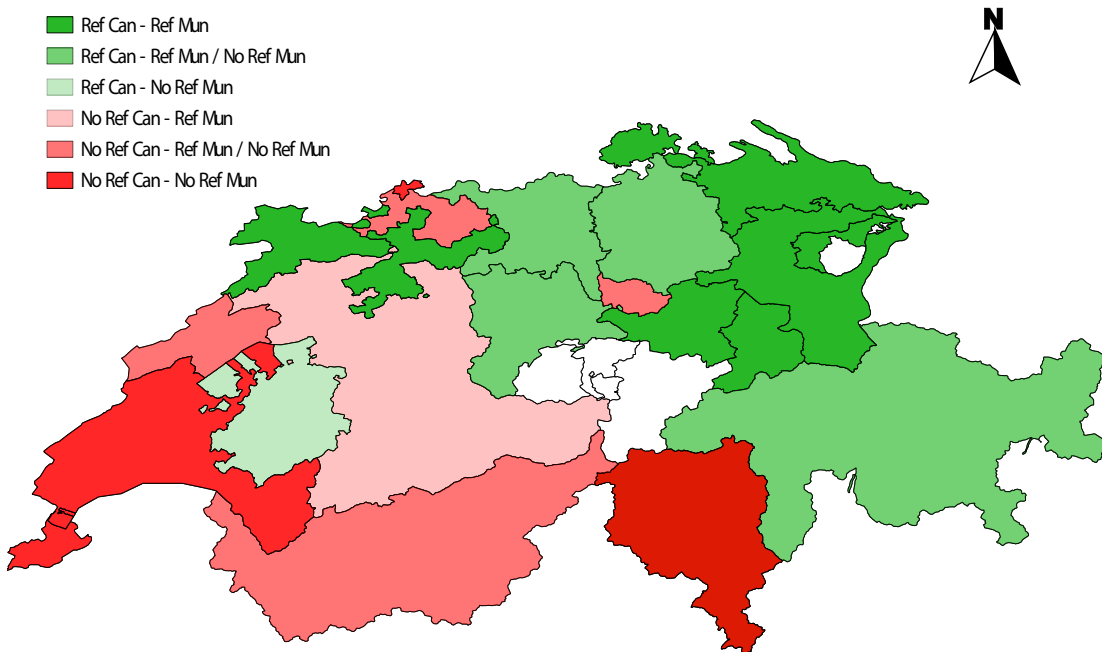 Ref Can - Ref Mun
Ref Can - Ref Mun / No Ref Mun
Ref Can - No Ref Mun
No Ref Can - Ref Mun
No Ref Can - Ref Mun / No Ref Mun
No Ref Can - No Ref Mun
N